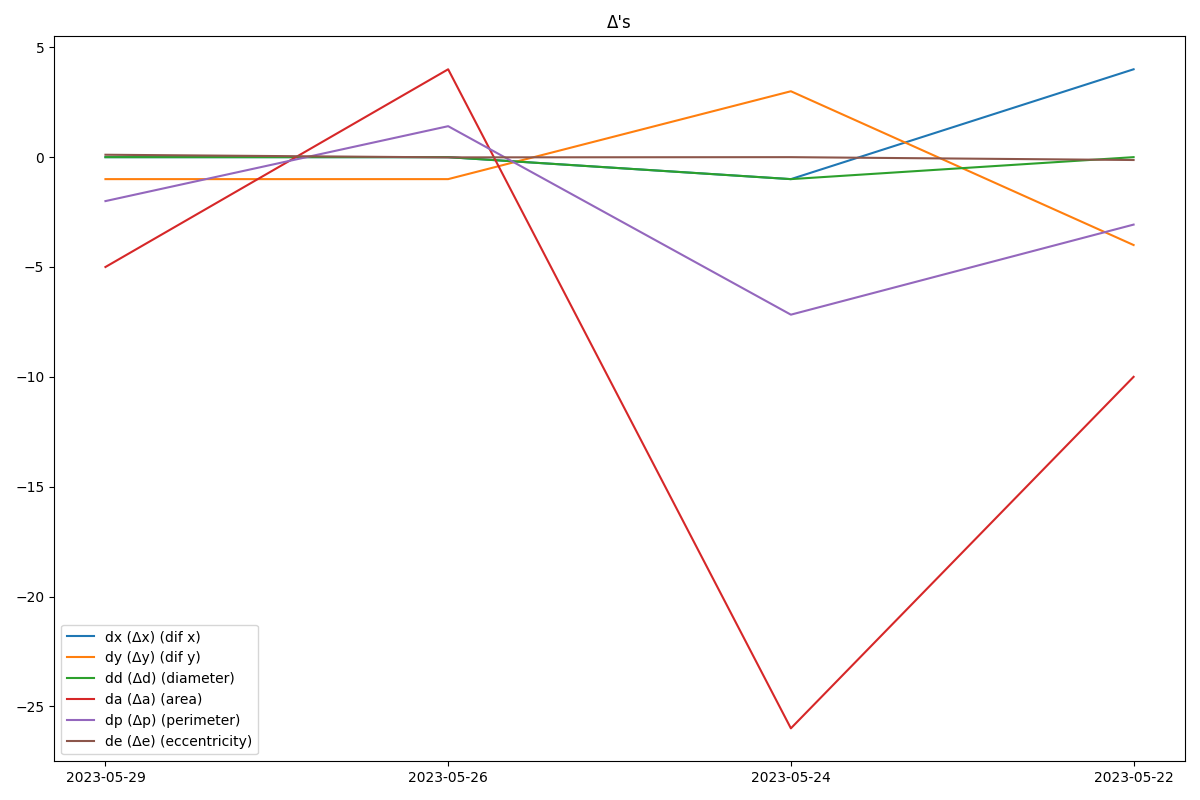 Δ's
5
0
−5
−10
−15
−20
−25
dx (Δx) (dif x)
dy (Δy) (dif y)
dd (Δd) (diameter)
da (Δa) (area)
dp (Δp) (perimeter)
de (Δe) (eccentricity)
2023-05-29 2023-05-26 2023-05-24 2023-05-22